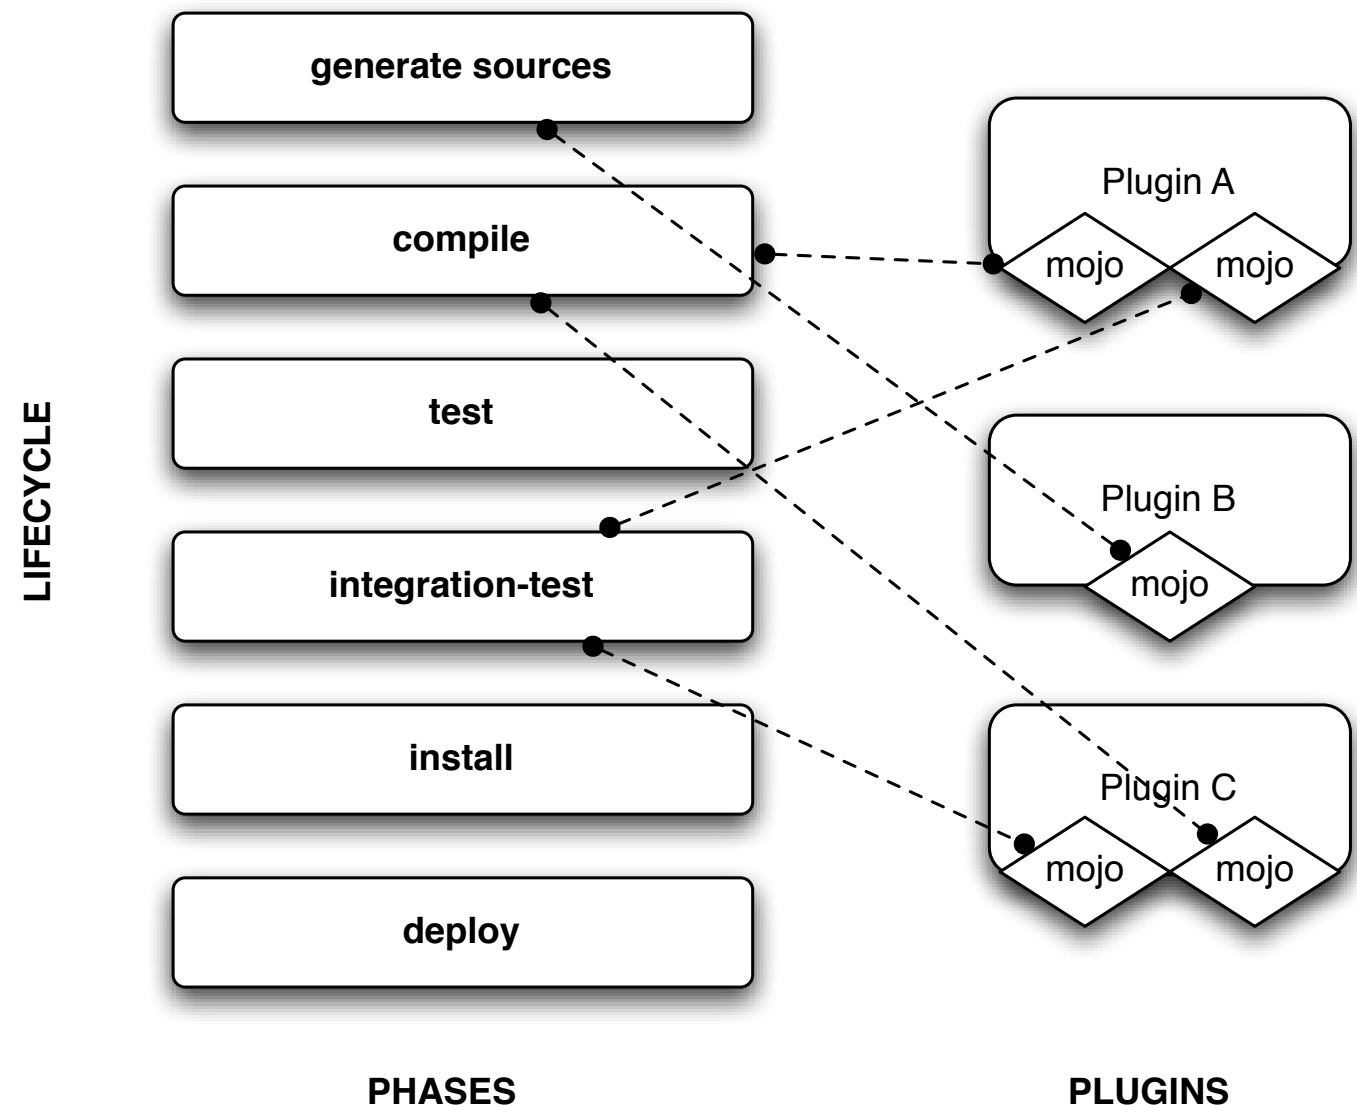 generate sources
compile
test
integration-test
install
deploy
LIFECYCLE
PHASES
Plugin A
mojo mojo
Plugin B
mojo
Plugin C
mojo mojo
PLUGINS